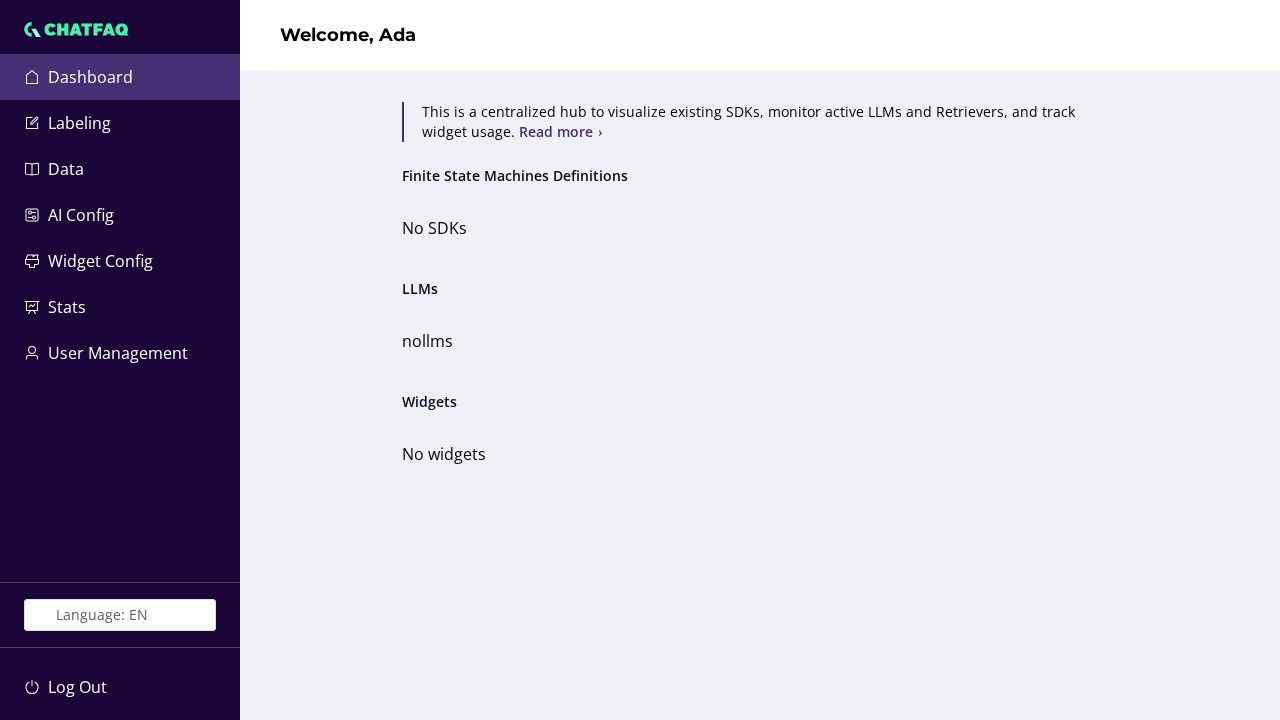 CHATFAQ
Dashboard
Labeling
Data
AI Config
Widget Config
Stats
User Management
Language: EN
Log Out
Welcome, Ada
This is a centralized hub to visualize existing SDKs, monitor active LLMs and Retrievers, and track
widget usage. Read more ›
Finite State Machines Definitions
No SDKs
LLMs
nollms
Widgets
No widgets